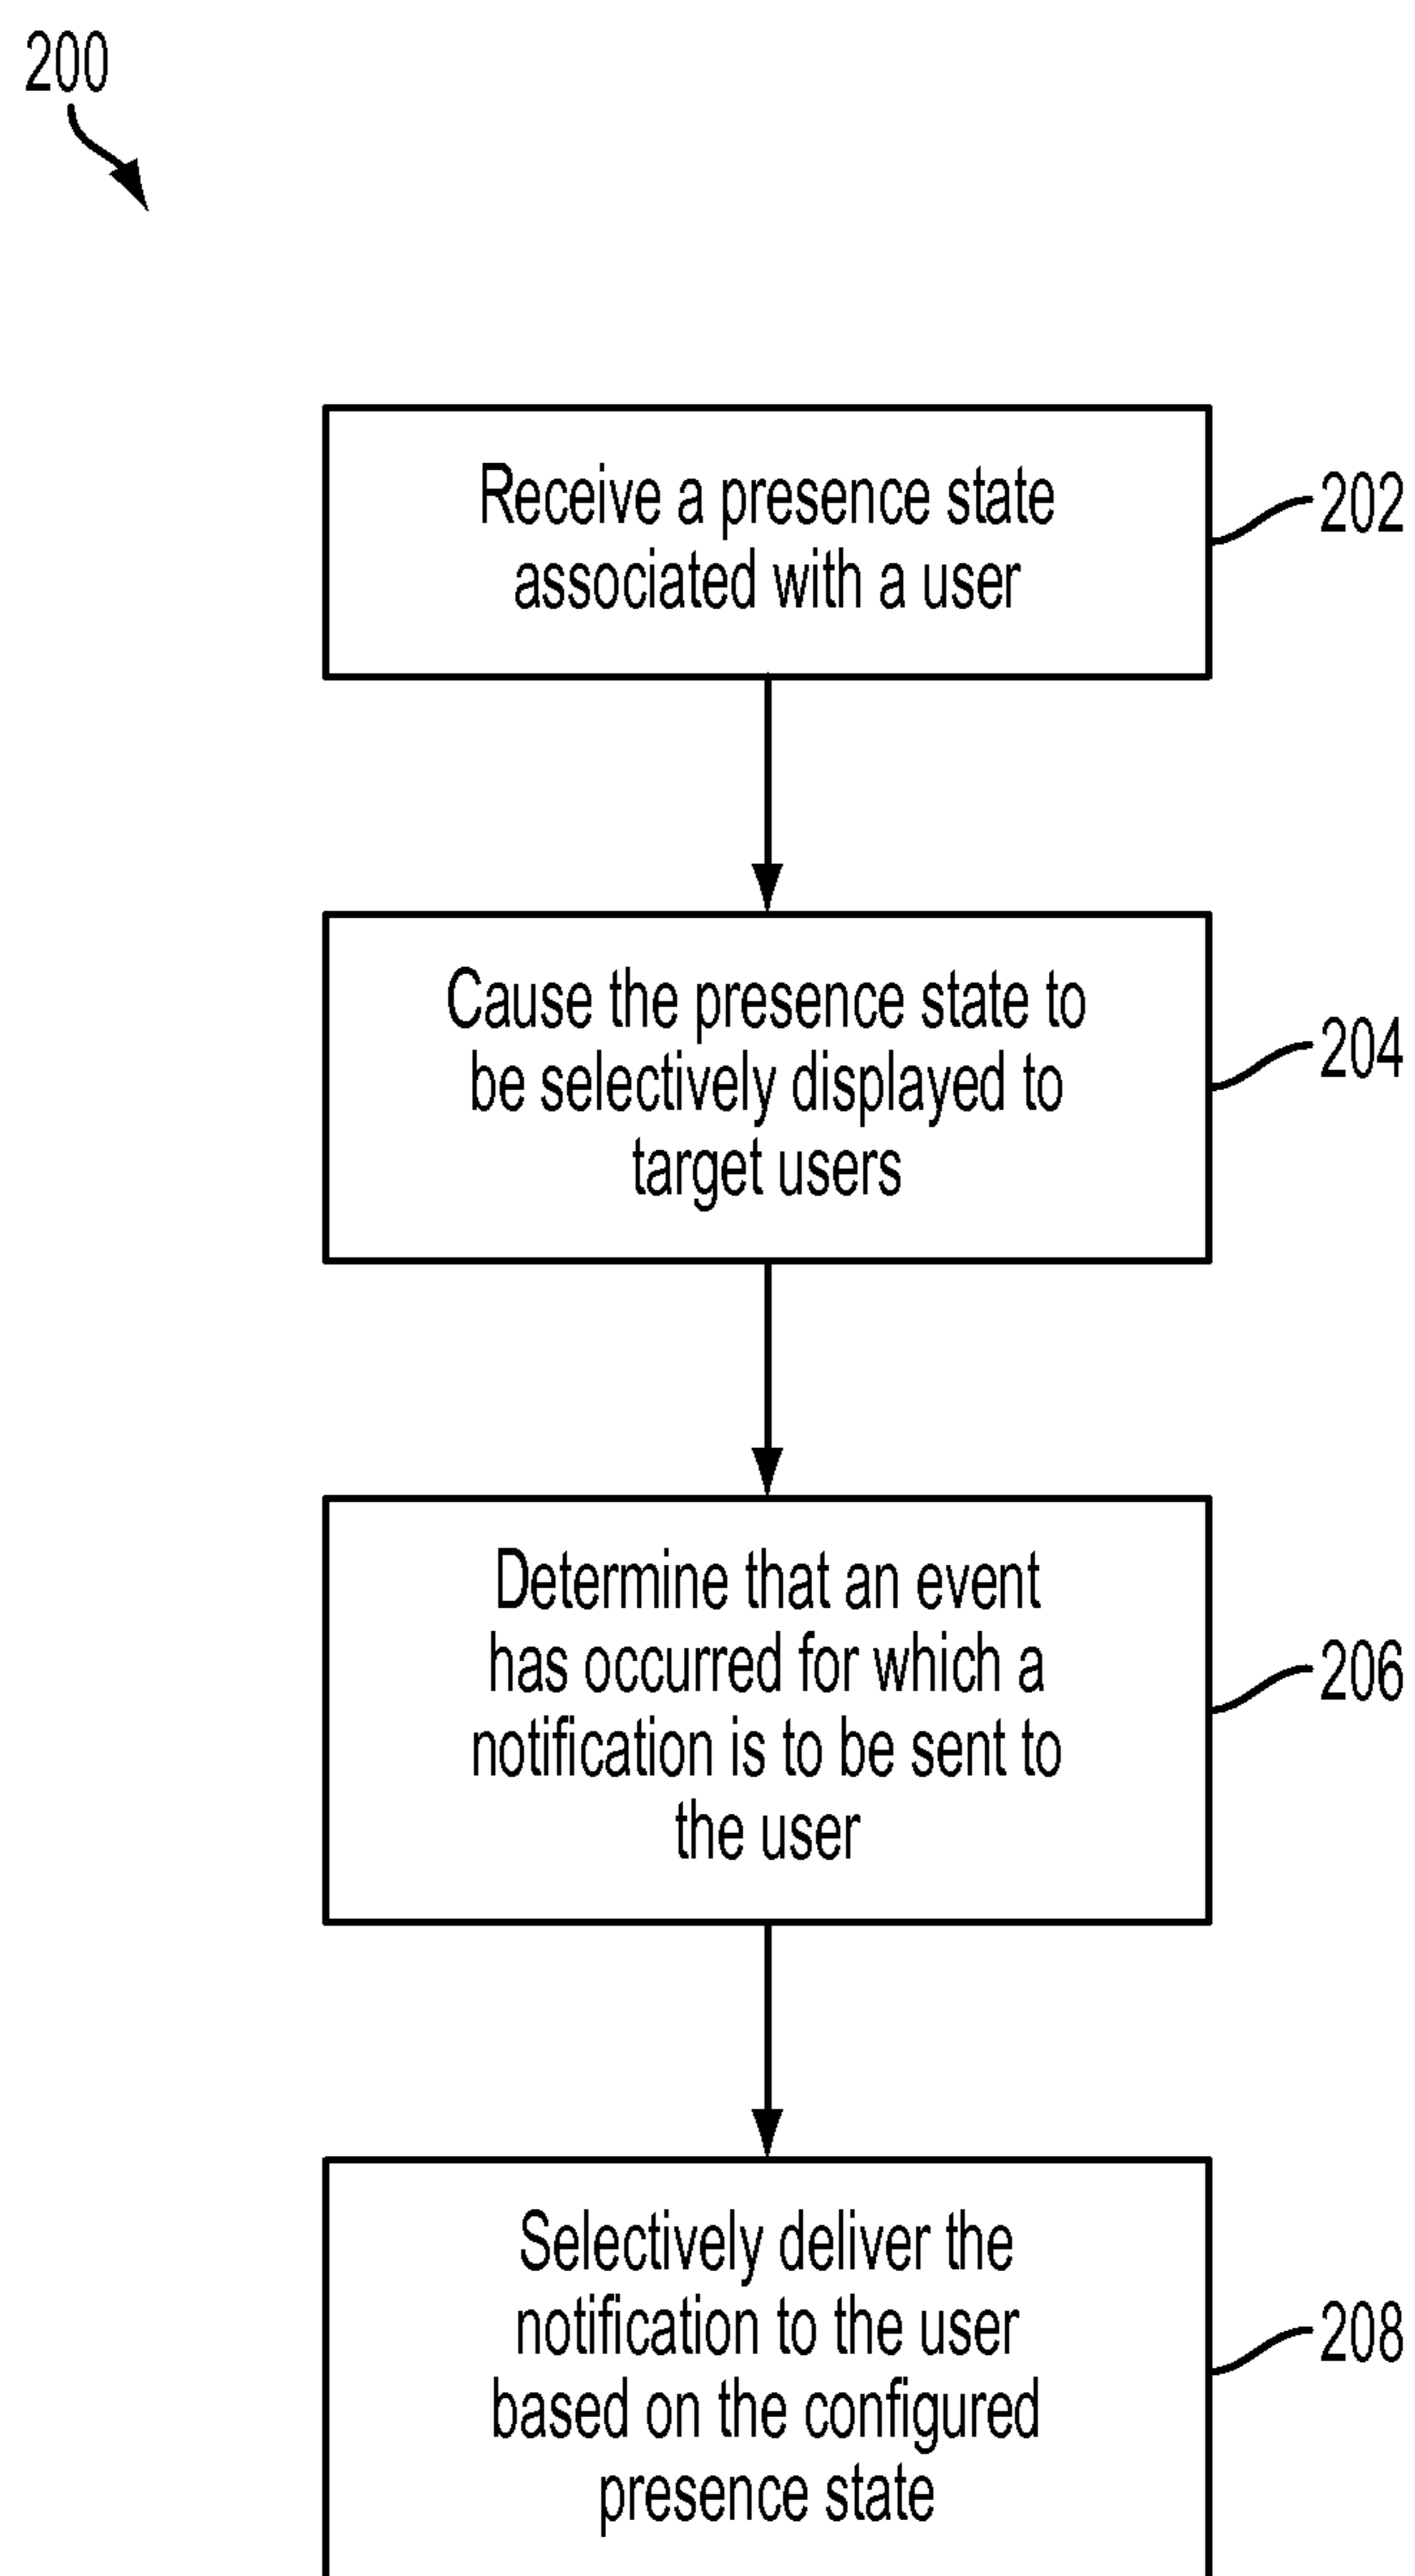 200
Receive a presence state
associated with a user
202
Cause the presence state to
be selectively displayed to
target users
204
Determine that an event
has occurred for which a
notification is to be sent to
the user
206
Selectively deliver the
notification to the user
based on the configured
presence state
208